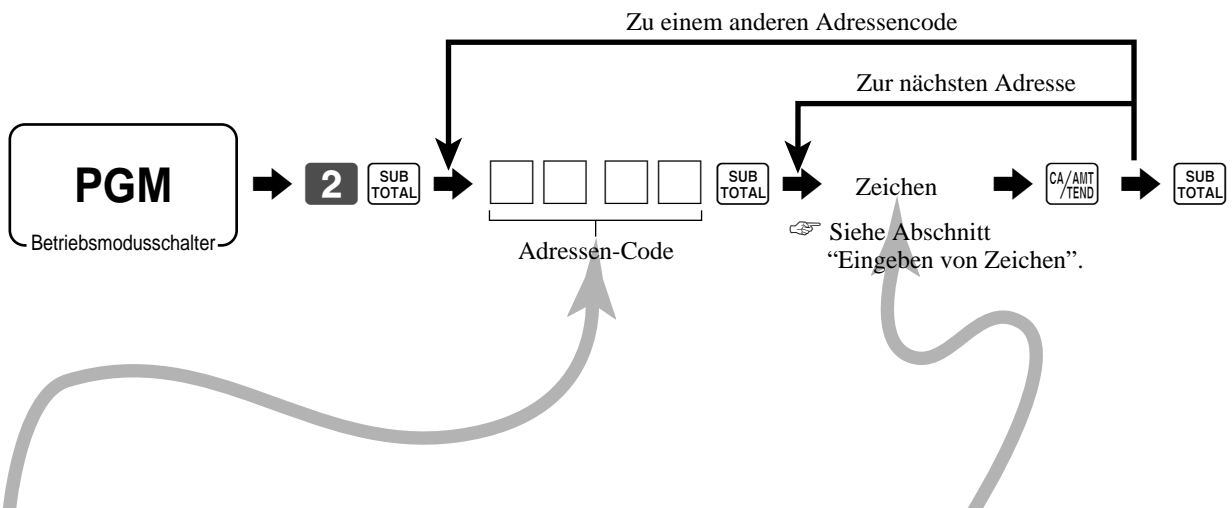 Zu einem anderen Adressencode
Zur nächsten Adresse
PGM
Betriebsmodusschalter
2
SUB
TOTAL
Adressen-Code
SUB
TOTAL
Zeichen
☞ Siehe Abschnitt
“Eingeben von Zeichen”.
CA/AMT
/TEND
SUB
TOTAL